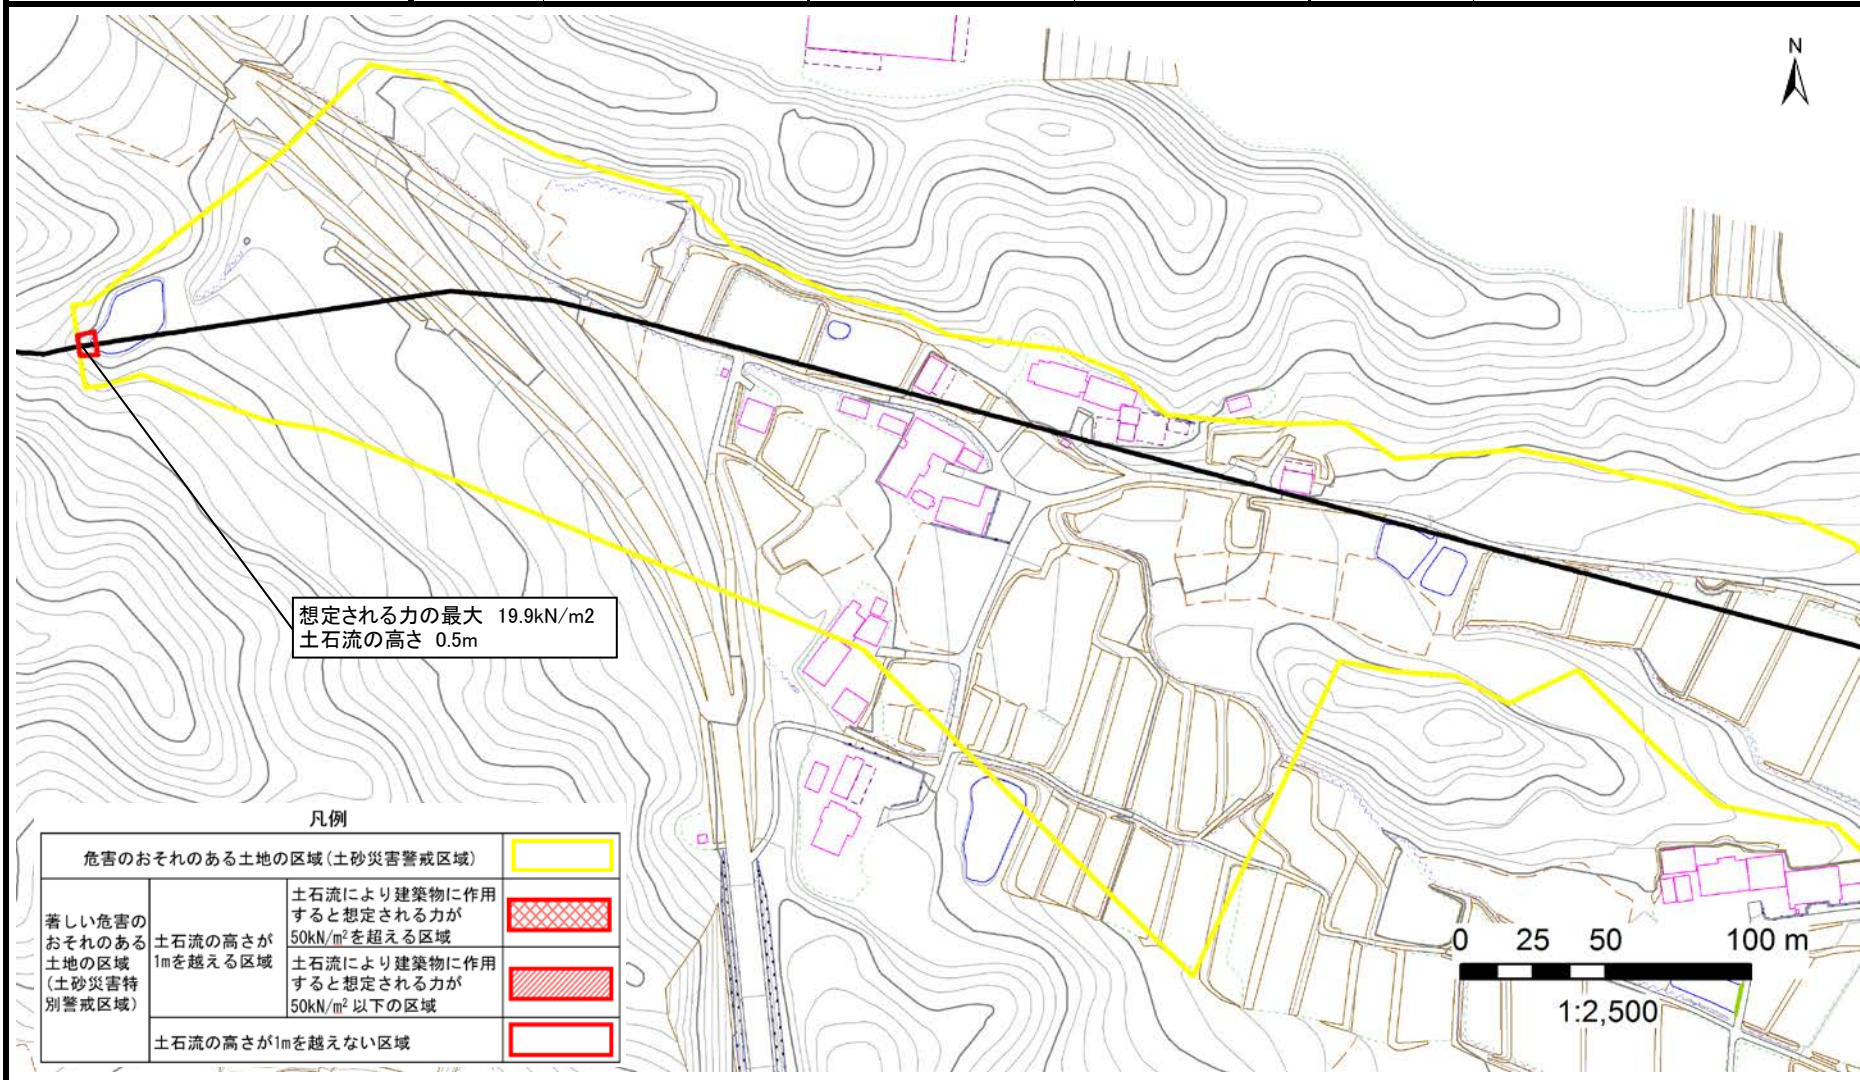 N
想定される力の最大 19.9kN/m2
土石流の高さ 0.5m
凡例
危害のおそれのある土地の区域(土砂災害警戒区域)
著しい危害の
おそれのある
土地の区域
(土砂災害特
別警戒区域)
土石流の高さが
1mを越える区域
土石流により建築物に作用
すると想定される力が
50kN/m²を超える区域
土石流により建築物に作用
すると想定される力が
50kN/m²以下の区域
土石流の高さが1mを越えない区域
0 25 50 100 m
1:2,500